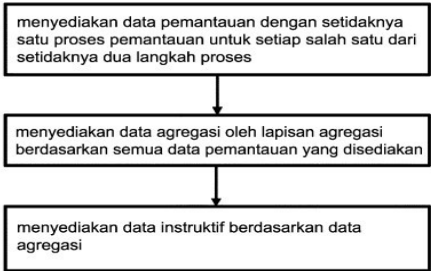 menyediakan data pemantauan dengan setidaknya
satu proses pemantauan untuk setiap salah satu dari
setidaknya dua langkah proses
menyediakan data agregasi oleh lapisan agregasi
berdasarkan semua data pemantauan yang disediakan
menyediakan data instruktif berdasarkan data
agregasi